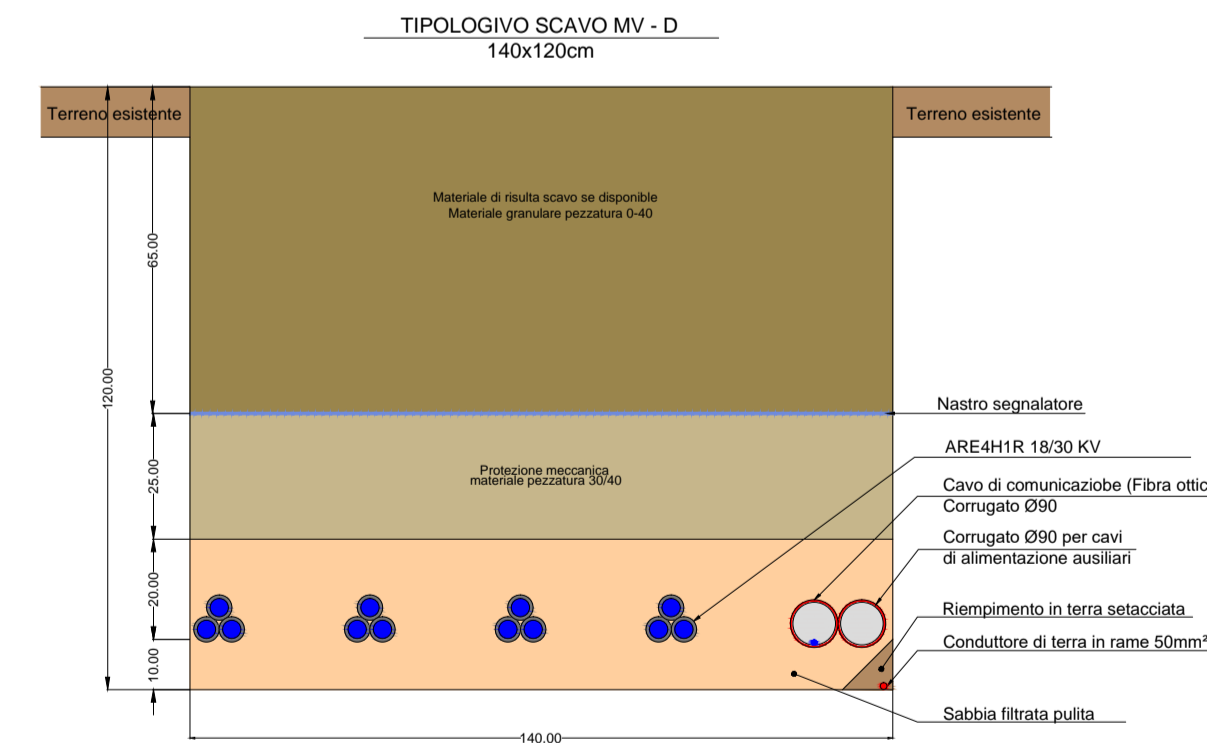 TIPOLOGIVO SCAVO MV - D
140x120cm
Terreno esistente
Terreno esistente
Materiale di risulta scavo se disponible
Materiale granulare pezzatura 0-40
65.00
120.00
Nastro segnalatore
ARE4H1R 18/30 KV
Protezione meccanica
materiale pezzatura 30/40
25.00
Cavo di comunicaziobe (Fibra ottic
Corrugato Ø90
Corrugato Ø90 per cavi
di alimentazione ausiliari
20.00
Riempimento in terra setacciata
Conduttore di terra in rame 50mm²
10.00
Sabbia filtrata pulita
140.00